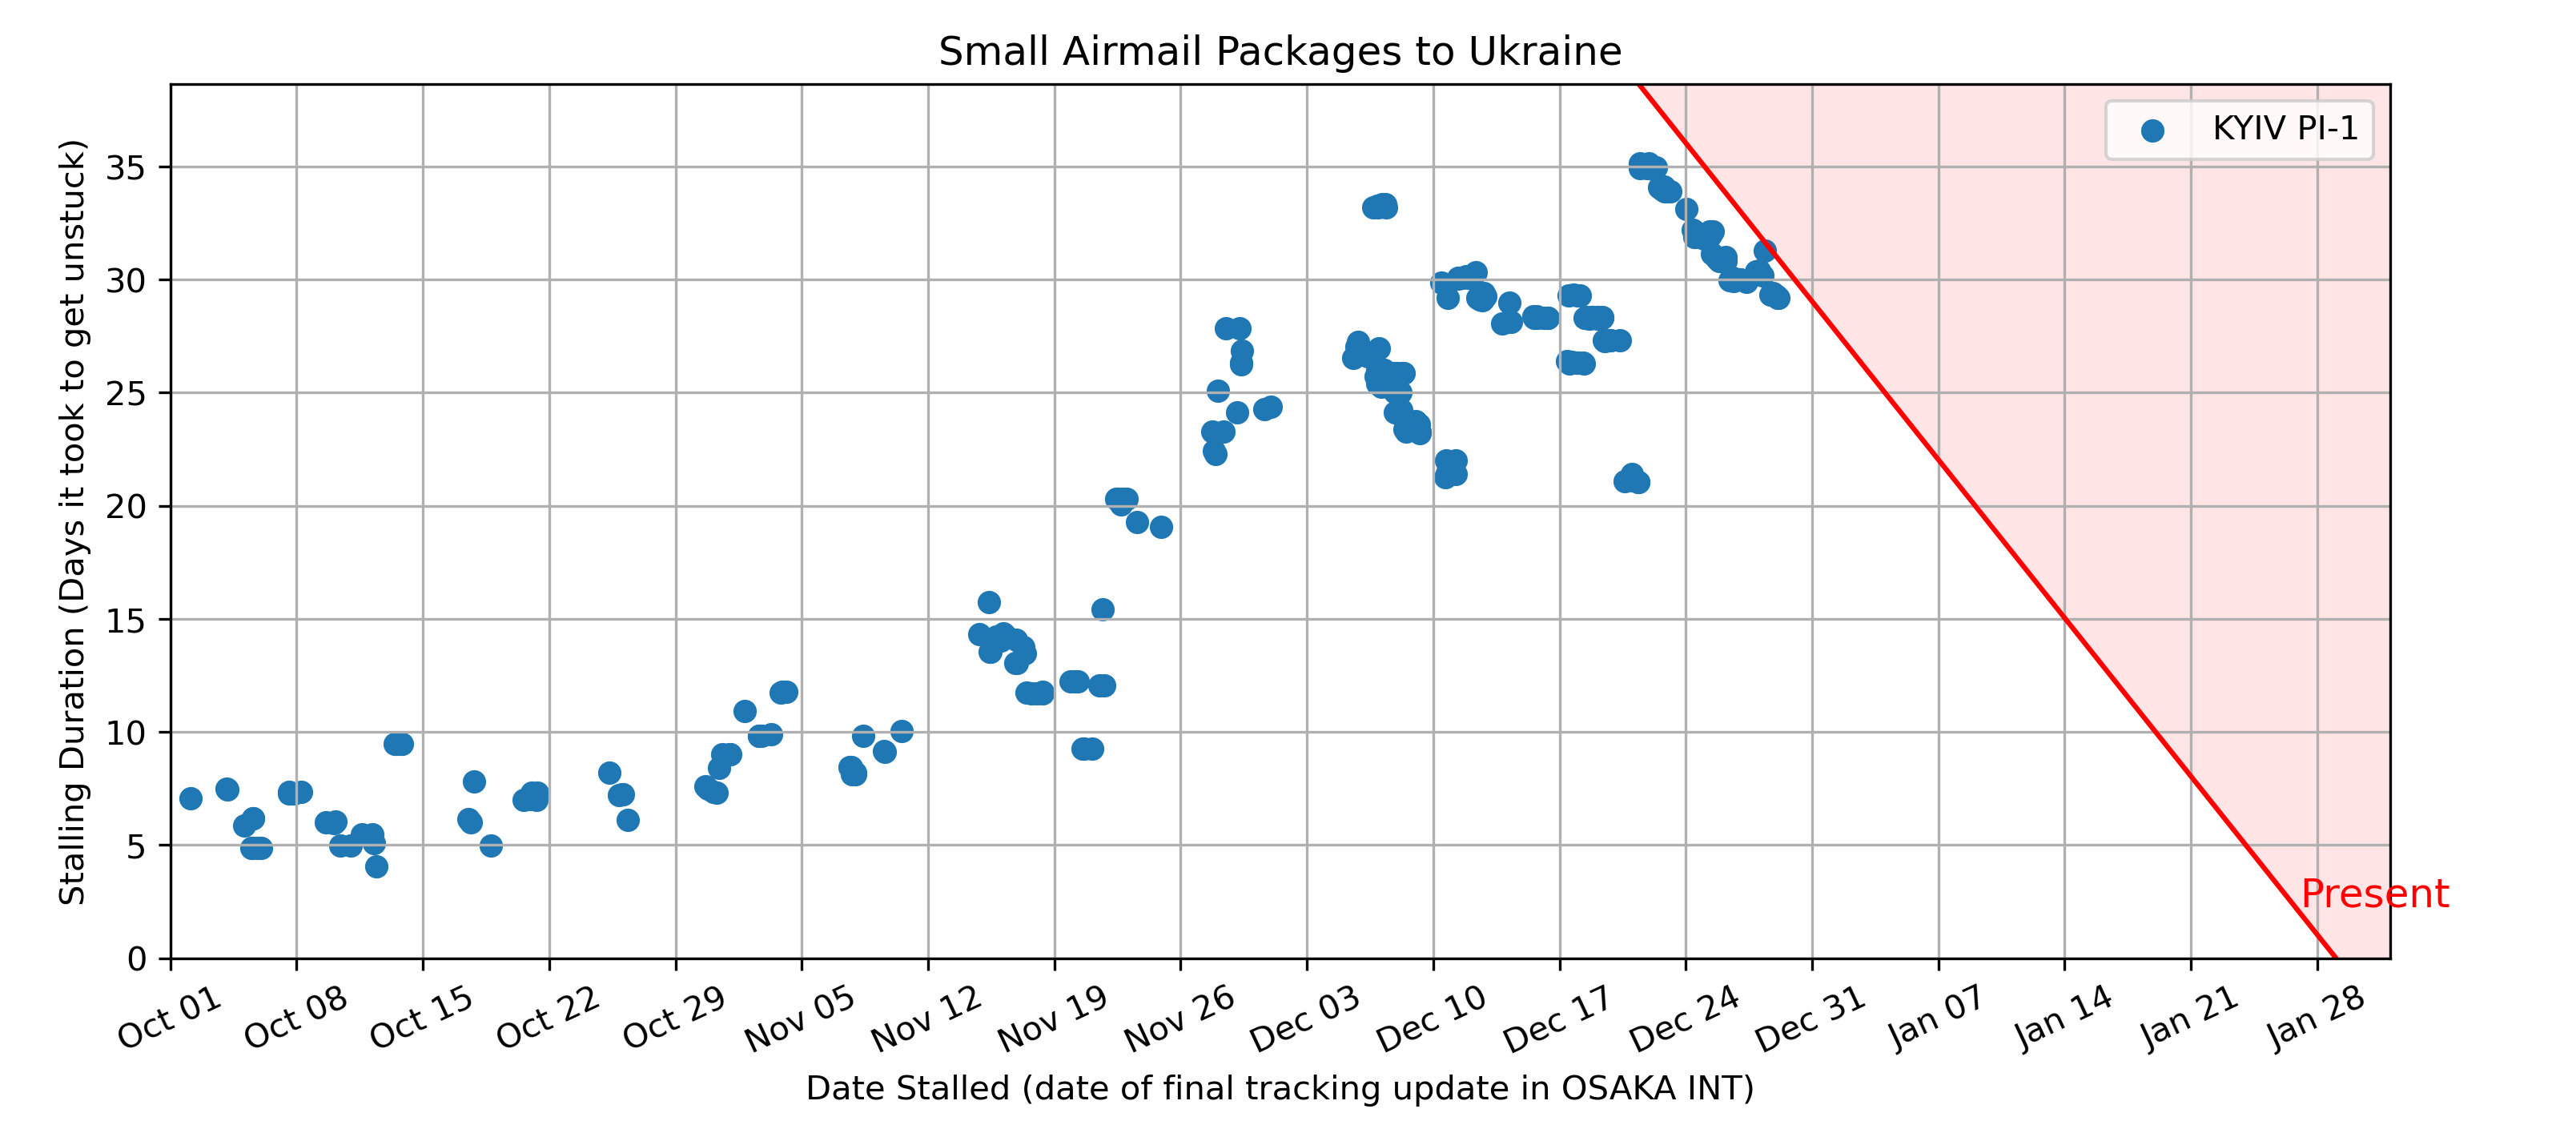 Small Airmail Packages to Ukraine
KYIV PI-1
Stalling Duration (Days it took to get unstuck)
35
30
25
20
15
10
5
0
Present
Oct 01
Oct 08
Oct 15
Oct 22
Oct 29
Nov 05
Nov 12
Nov 19
Nov 26
Dec 03
Dec 10
Dec 17
Dec 24
Dec 31
Jan 07
Jan 14
Jan 21
Jan 28
Date Stalled (date of final tracking update in OSAKA INT)